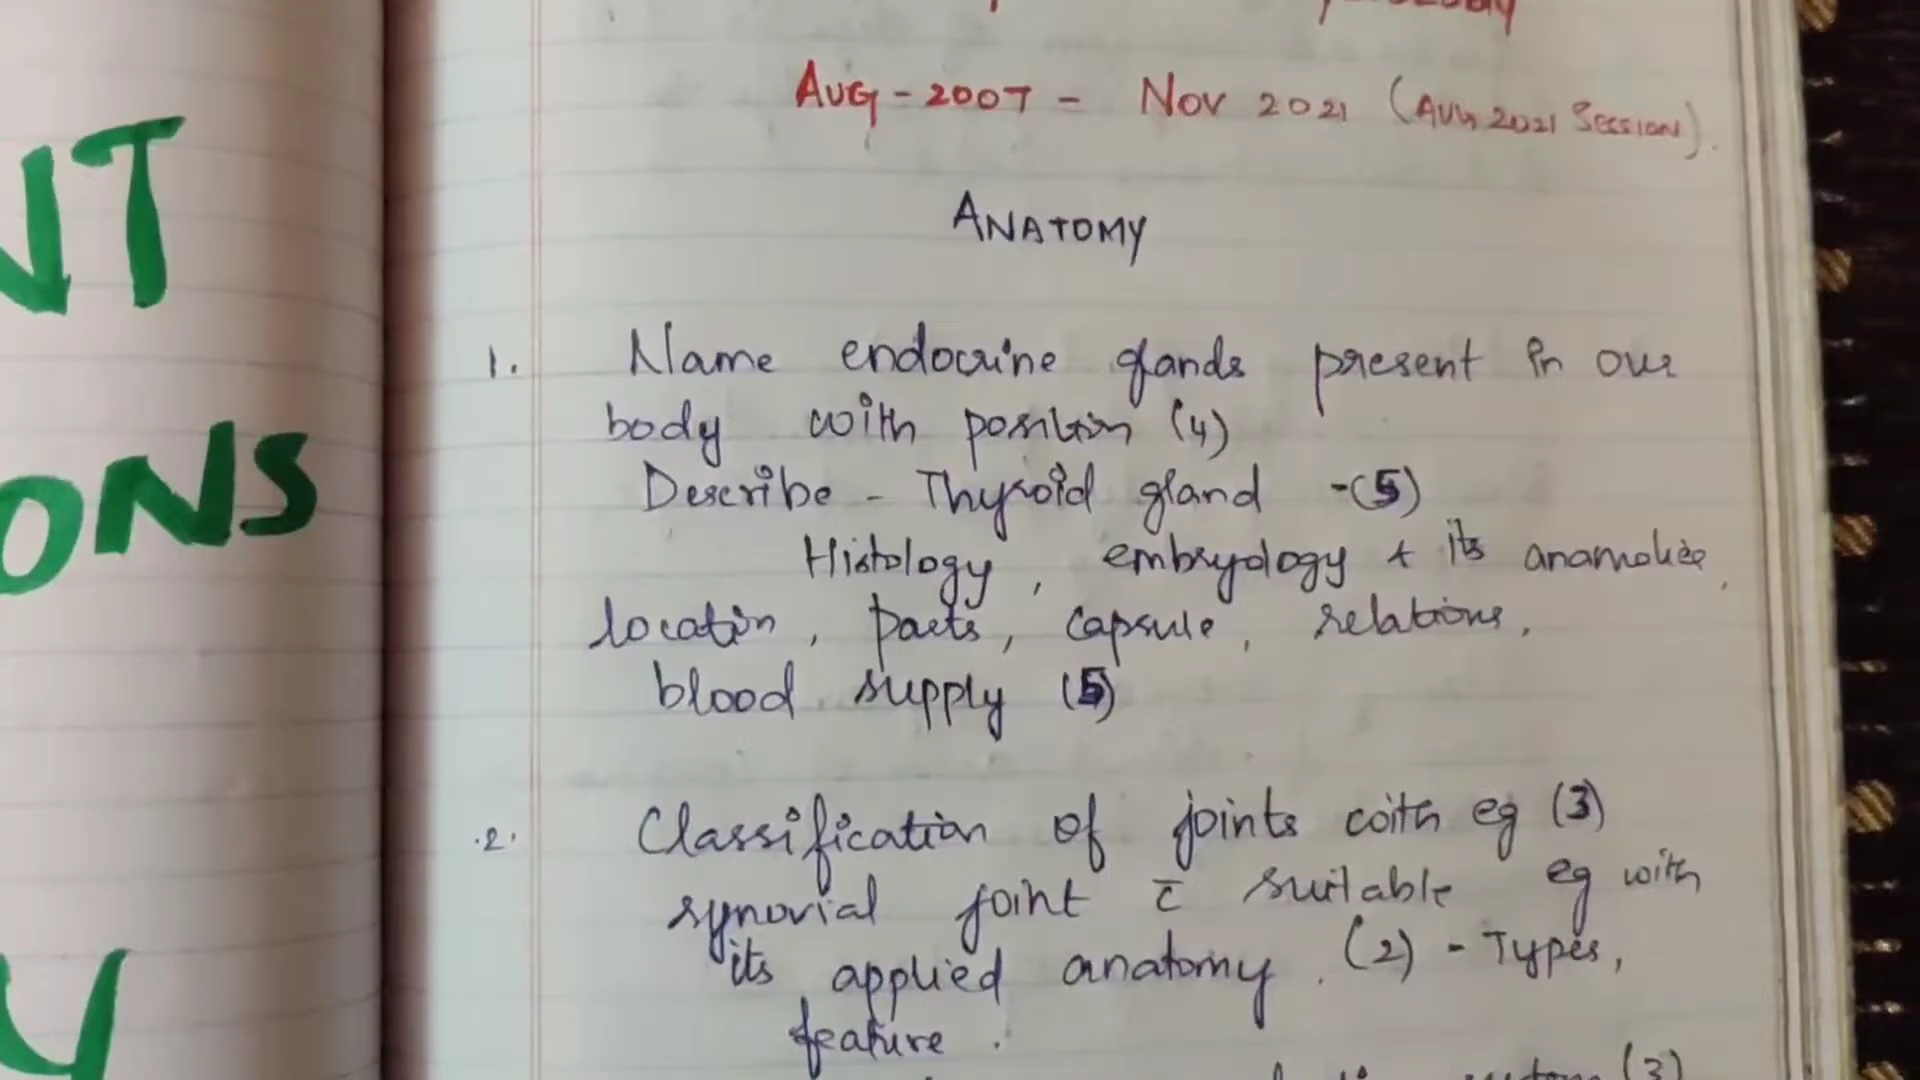 NT
ONS
Y
Aug - 2007 - Nov 2021 (Aug 2021 Session).
ANATOMY
1. Name endocrine glands present in our
body with position (4)
Describe - Thyroid gland -(5)
Histology, embryology & its anamolies,
location, parts, capsule, relations,
blood supply (5)
2. Classification of joints with eg (3)
synovial joint c̄ suitable eg with
its applied anatomy. (2) - Types,
feature.
(3)